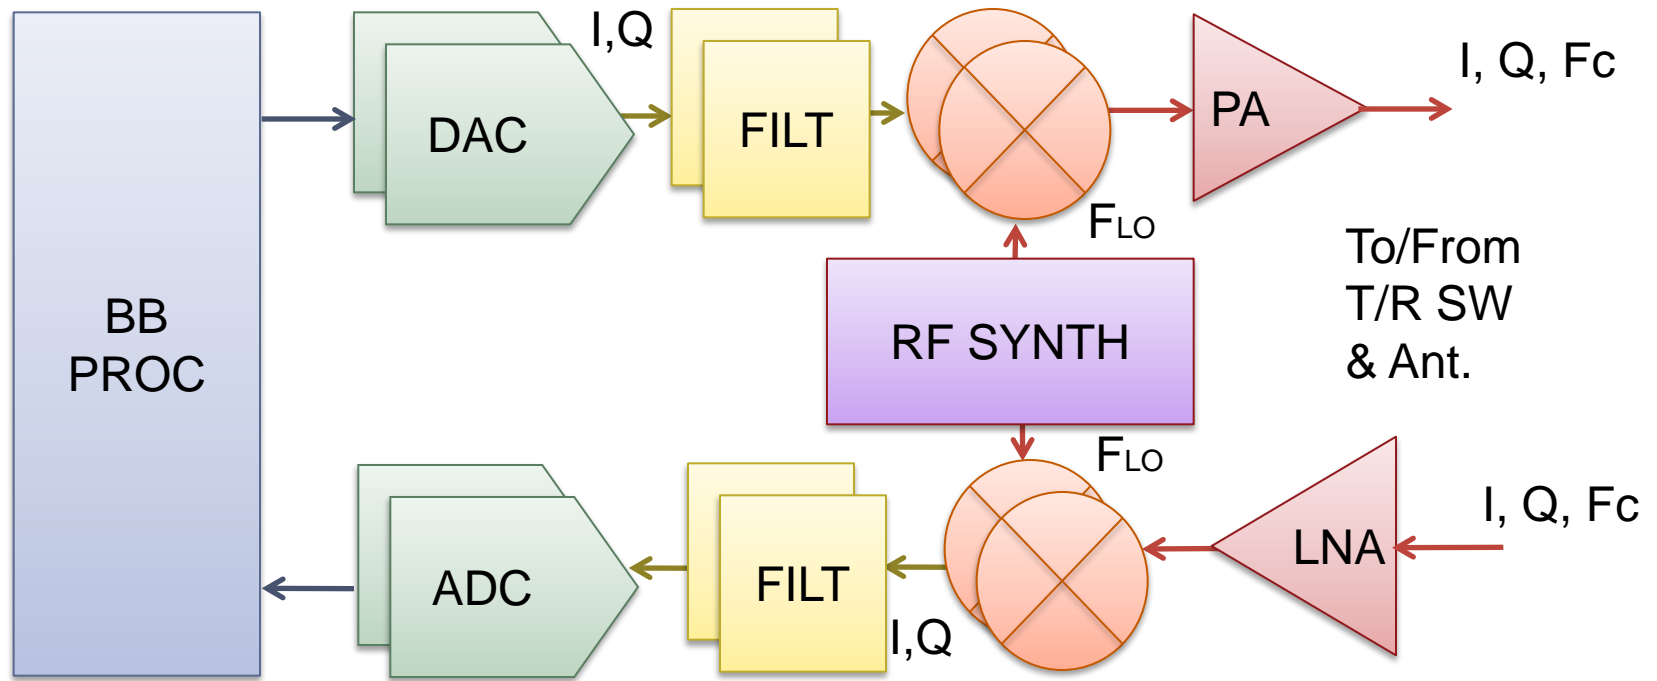 I,Q
DAC
FILT
PA
I, Q, Fc
FLO
BB
PROC
RF SYNTH
To/From
T/R SW
& Ant.
FLO
ADC
FILT
I,Q
LNA
I, Q, Fc